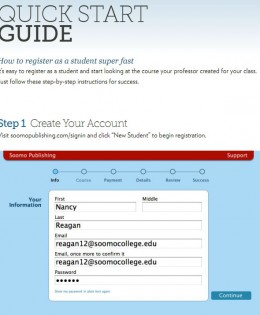 QUICK START
GUIDE
How to register as a student super fast
It's easy to register as a student and start looking at the course your professor created for your class.
Just follow these step-by-step instructions for success.
Step 1 Create Your Account
Visit soomopublishing.com/signin and click "New Student" to begin registration.
Soomo Publishing Support
Info Course Payment Details Review Success
Your Information
First Middle
Nancy
Last
Reagan
Email
reagan12@soomocollege.edu
Email, once more to confirm it
reagan12@soomocollege.edu
Password
••••••
Continue